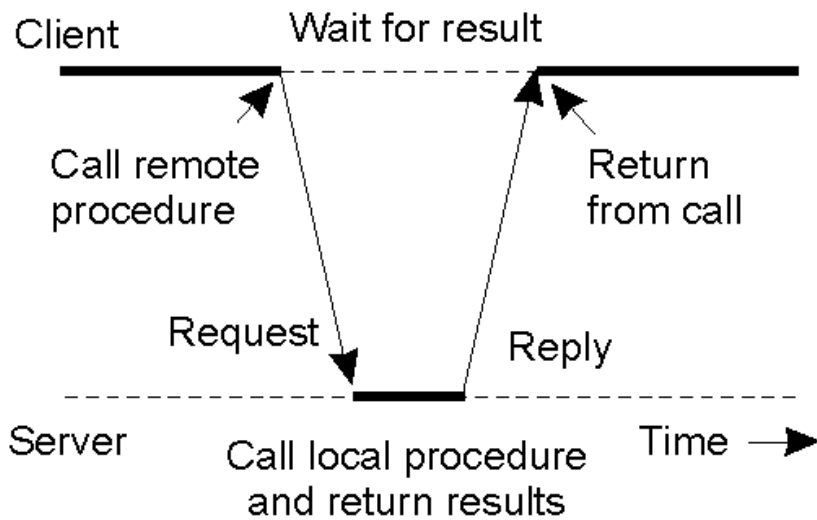 Client
Wait for result
Call remote
procedure
Return
from call
Request
Reply
Server
Call local procedure
and return results
Time